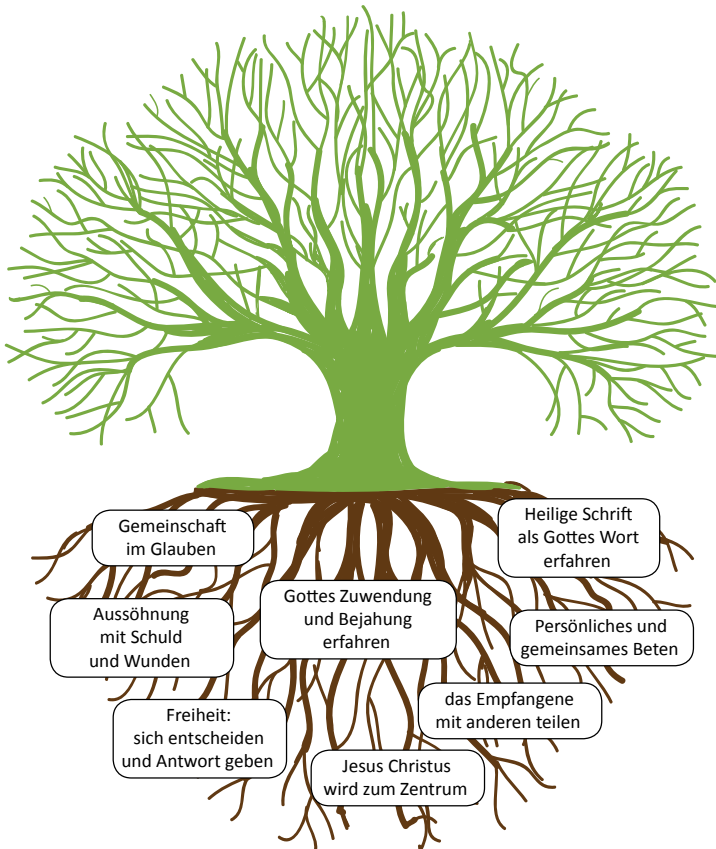 Gemeinschaft
im Glauben
Heilige Schrift
als Gottes Wort
erfahren
Gottes Zuwendung
und Bejahung
erfahren
Aussöhnung
mit Schuld
und Wunden
Persönliches und
gemeinsames Beten
das Empfangene
mit anderen teilen
Freiheit:
sich entscheiden
und Antwort geben
Jesus Christus
wird zum Zentrum